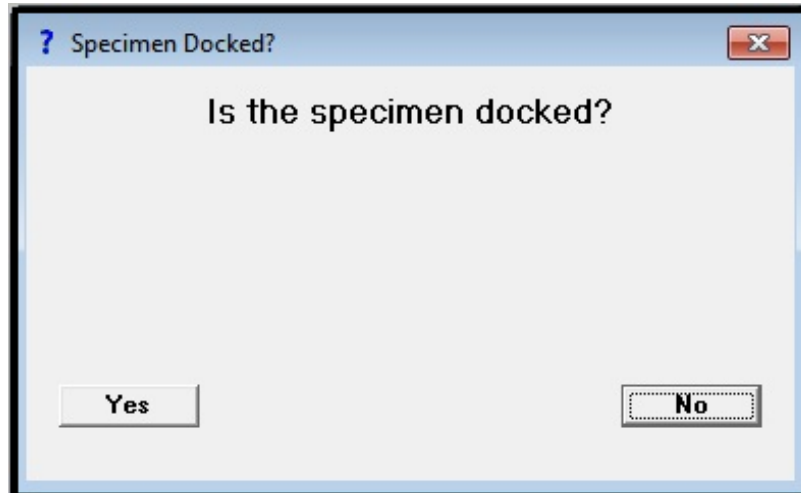 ? Specimen Docked?
Is the specimen docked?
Yes
No